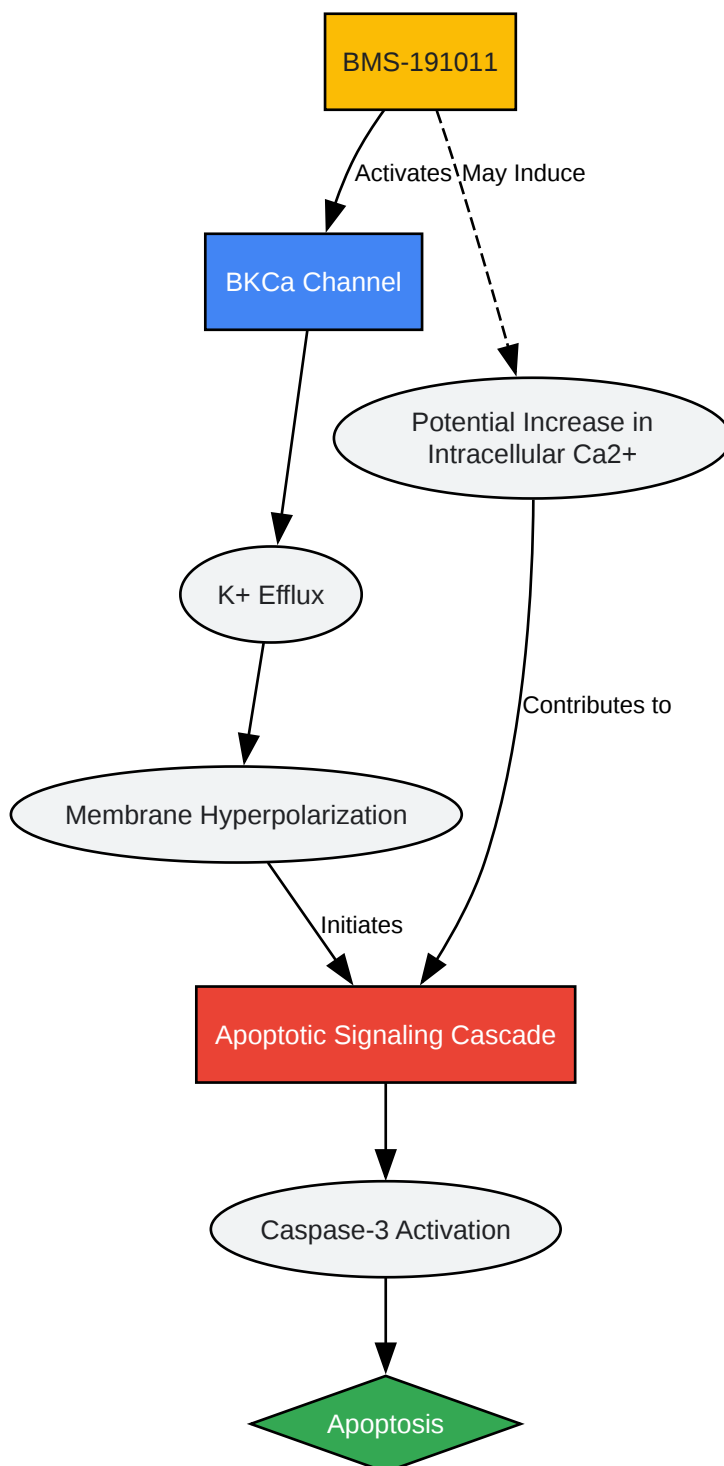 BMS-191011
Activates
May Induce
BKCa Channel
Potential Increase in
Intracellular Ca2+
K+ Efflux
Contributes to
Membrane Hyperpolarization
Initiates
Apoptotic Signaling Cascade
Caspase-3 Activation
Apoptosis